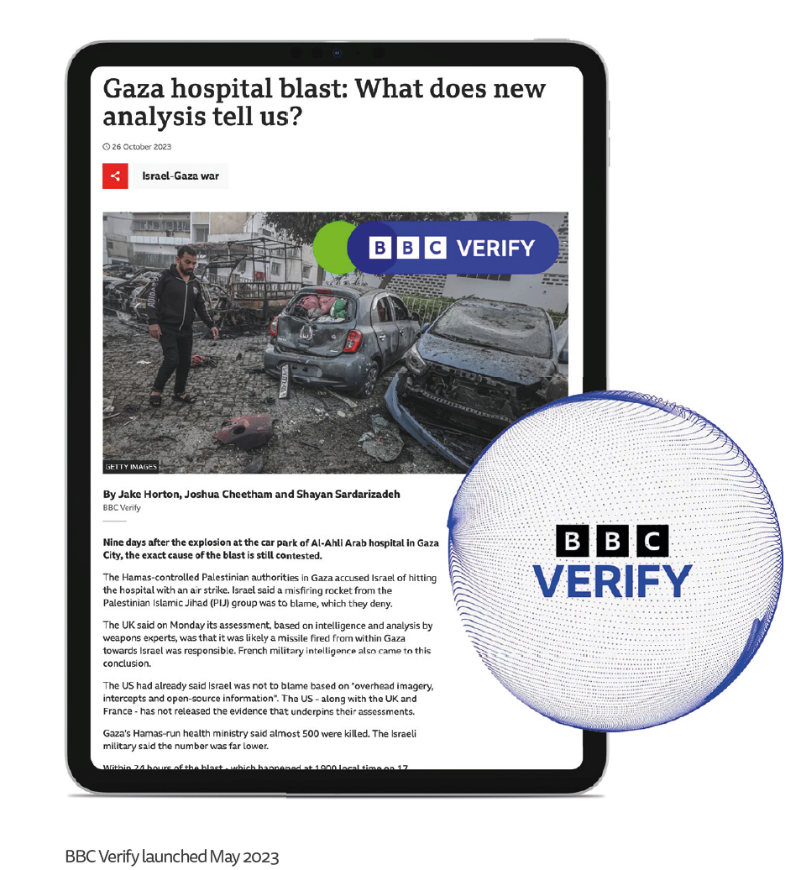 Gaza hospital blast: What does new
analysis tell us?
26 October 2023
Israel-Gaza war
BBC VERIFY
GETTY IMAGES
By Jake Horton, Joshua Cheetham and Shayan Sardarizadeh
BBC Verify
Nine days after the explosion at the car park of Al-Ahli Arab hospital in Gaza
City, the exact cause of the blast is still contested.
The Hamas-controlled Palestinian authorities in Gaza accused Israel of hitting
the hospital with an air strike. Israel said a misfiring rocket from the
Palestinian Islamic Jihad (PIJ) group was to blame, which they deny.
The UK said on Monday its assessment, based on intelligence and analysis by
weapons experts, was that it was likely a missile fired from within Gaza
towards Israel was responsible. French military intelligence also came to this
conclusion.
The US had already said Israel was not to blame based on "overhead imagery,
intercepts and open-source information". The US - along with the UK and
France - has not released the evidence that underpins their assessments.
Gaza's Hamas-run health ministry said almost 500 were killed. The Israeli
military said the number was far lower.
Within 24 hours of the blast - which happened at 1900 local time on 17
BBC
VERIFY
BBC Verify launched May 2023